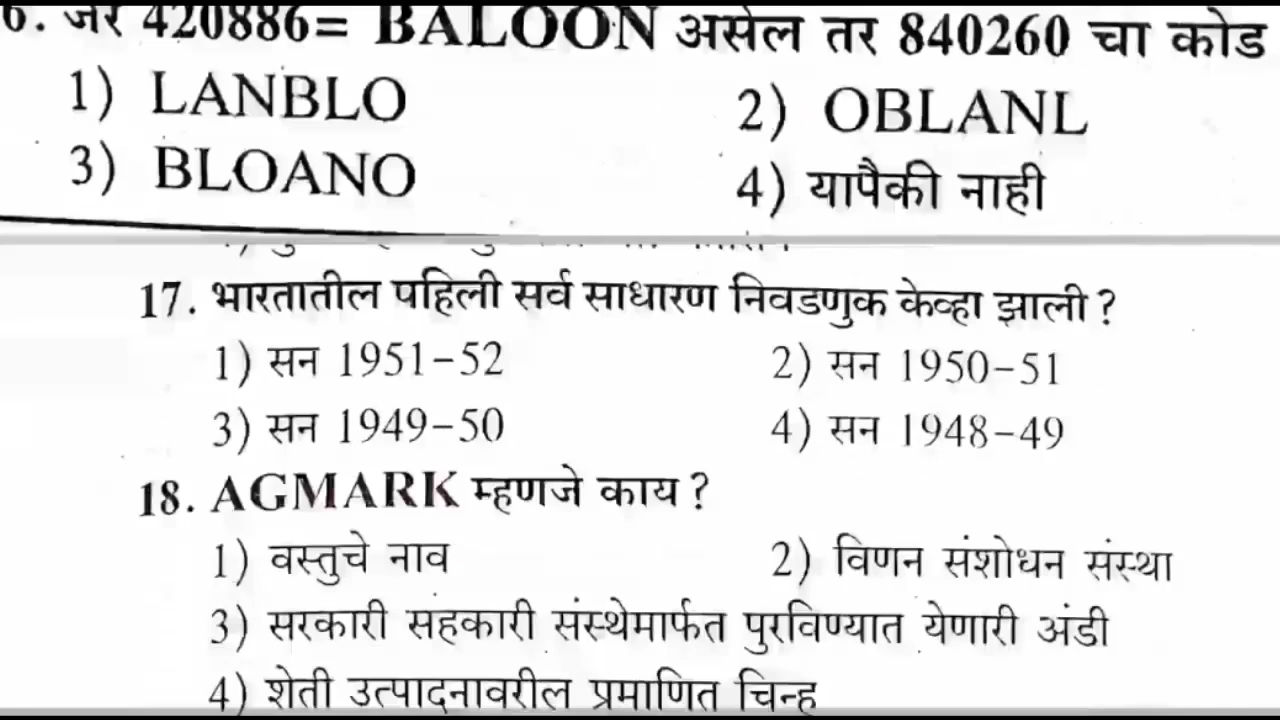 6. जर 420886= BALOON असेल तर 840260 चा कोड
1) LANBLO 2) OBLANL
3) BLOANO 4) यापैकी नाही
17. भारतातील पहिली सर्व साधारण निवडणुक केव्हा झाली ?
1) सन 1951-52 2) सन 1950-51
3) सन 1949-50 4) सन 1948-49
18. AGMARK म्हणजे काय ?
1) वस्तुचे नाव 2) विणन संशोधन संस्था
3) सरकारी सहकारी संस्थेमार्फत पुरविण्यात येणारी अंडी
4) शेती उत्पादनावरील प्रमाणित चिन्ह